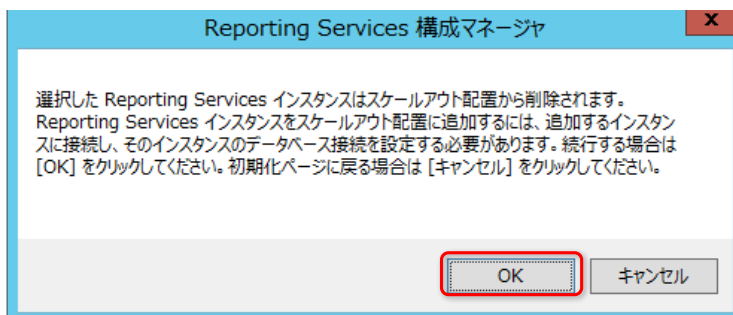 Reporting Services 構成マネージャ
x
選択した Reporting Services インスタンスはスケールアウト配置から削除されます。
Reporting Services インスタンスをスケールアウト配置に追加するには、追加するインスタン
スに接続し、そのインスタンスのデータベース接続を設定する必要があります。続行する場合は
[OK] をクリックしてください。初期化ページに戻る場合は [キャンセル] をクリックしてください。
OK
キャンセル